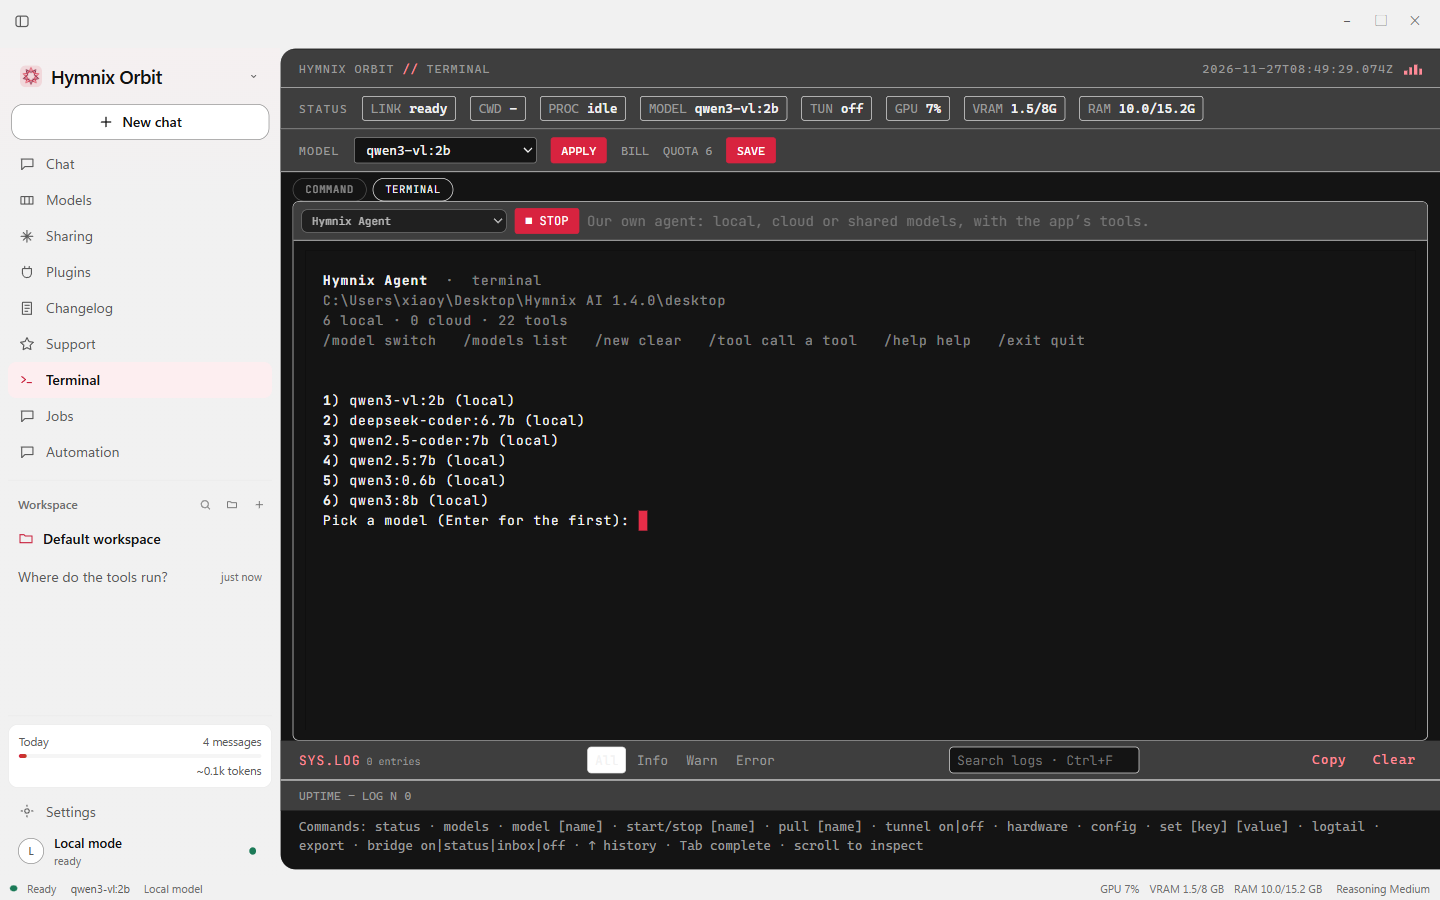 Hymnix Orbit
New chat
Chat
Models
Sharing
Plugins
Changelog
Support
Terminal
Jobs
Automation
Workspace
Default workspace
Where do the tools run? just now
Today 4 messages
~0.1k tokens
Settings
L Local mode
ready
HYMNIX ORBIT // TERMINAL 2026-11-27T08:49:29.074Z
STATUS LINK ready CWD − PROC idle MODEL qwen3-vl:2b TUN off GPU 7% VRAM 1.5/8G RAM 10.0/15.2G
MODEL qwen3-vl:2b APPLY BILL QUOTA 6 SAVE
COMMAND TERMINAL
Hymnix Agent ■ STOP Our own agent: local, cloud or shared models, with the app's tools.
Hymnix Agent · terminal
C:\Users\xiaoy\Desktop\Hymnix AI 1.4.0\desktop
6 local · 0 cloud · 22 tools
/model switch /models list /new clear /tool call a tool /help help /exit quit
1) qwen3-vl:2b (local)
2) deepseek-coder:6.7b (local)
3) qwen2.5-coder:7b (local)
4) qwen2.5:7b (local)
5) qwen3:0.6b (local)
6) qwen3:8b (local)
Pick a model (Enter for the first):
SYS.LOG 0 entries All Info Warn Error Search logs · Ctrl+F Copy Clear
UPTIME − LOG N 0
Commands: status · models · model [name] · start/stop [name] · pull [name] · tunnel on|off · hardware · config · set [key] [value] · logtail ·
export · bridge on|status|inbox|off · ↑ history · Tab complete · scroll to inspect
Ready qwen3-vl:2b Local model GPU 7% VRAM 1.5/8 GB RAM 10.0/15.2 GB Reasoning Medium